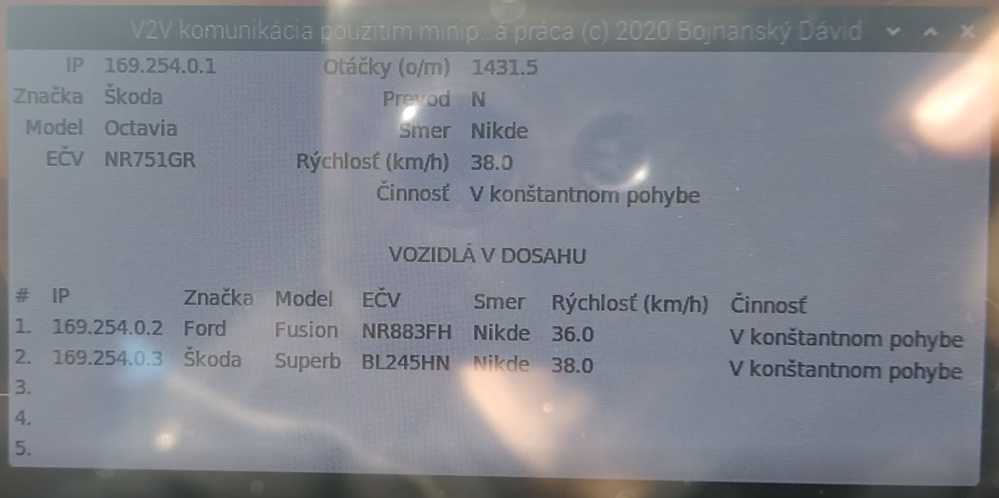 V2V komunikácia pouzitim minip...á práca (c) 2020 Bojnanský Dávid
IP 169.254.0.1 Otáčky (o/m) 1431.5
Značka Škoda Prevod N
Model Octavia Smer Nikde
EČV NR751GR Rýchlosť (km/h) 38.0
Činnosť V konštantnom pohybe
VOZIDLÁ V DOSAHU
# IP Značka Model EČV Smer Rýchlosť (km/h) Činnosť
1. 169.254.0.2 Ford Fusion NR883FH Nikde 36.0 V konštantnom pohybe
2. 169.254.0.3 Škoda Superb BL245HN Nikde 38.0 V konštantnom pohybe
3.
4.
5.